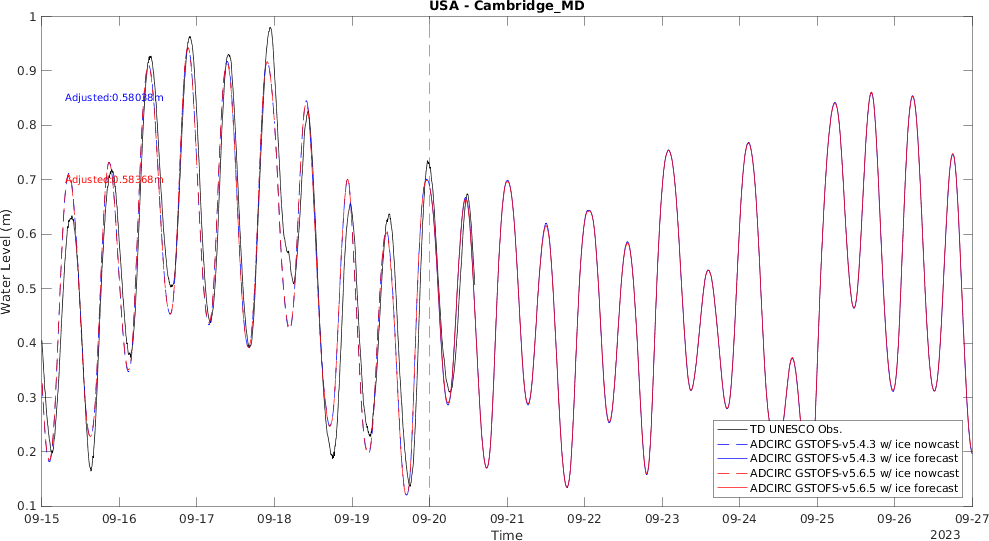 USA - Cambridge_MD
Water Level (m)
1
0.9
0.8
0.7
0.6
0.5
0.4
0.3
0.2
0.1
Adjusted:0.58038m
Adjusted:0.58368m
TD UNESCO Obs.
ADCIRC GSTOFS-v5.4.3 w/ ice nowcast
ADCIRC GSTOFS-v5.4.3 w/ ice forecast
ADCIRC GSTOFS-v5.6.5 w/ ice nowcast
ADCIRC GSTOFS-v5.6.5 w/ ice forecast
09-15 09-16 09-17 09-18 09-19 09-20 09-21 09-22 09-23 09-24 09-25 09-26 09-27
Time 2023